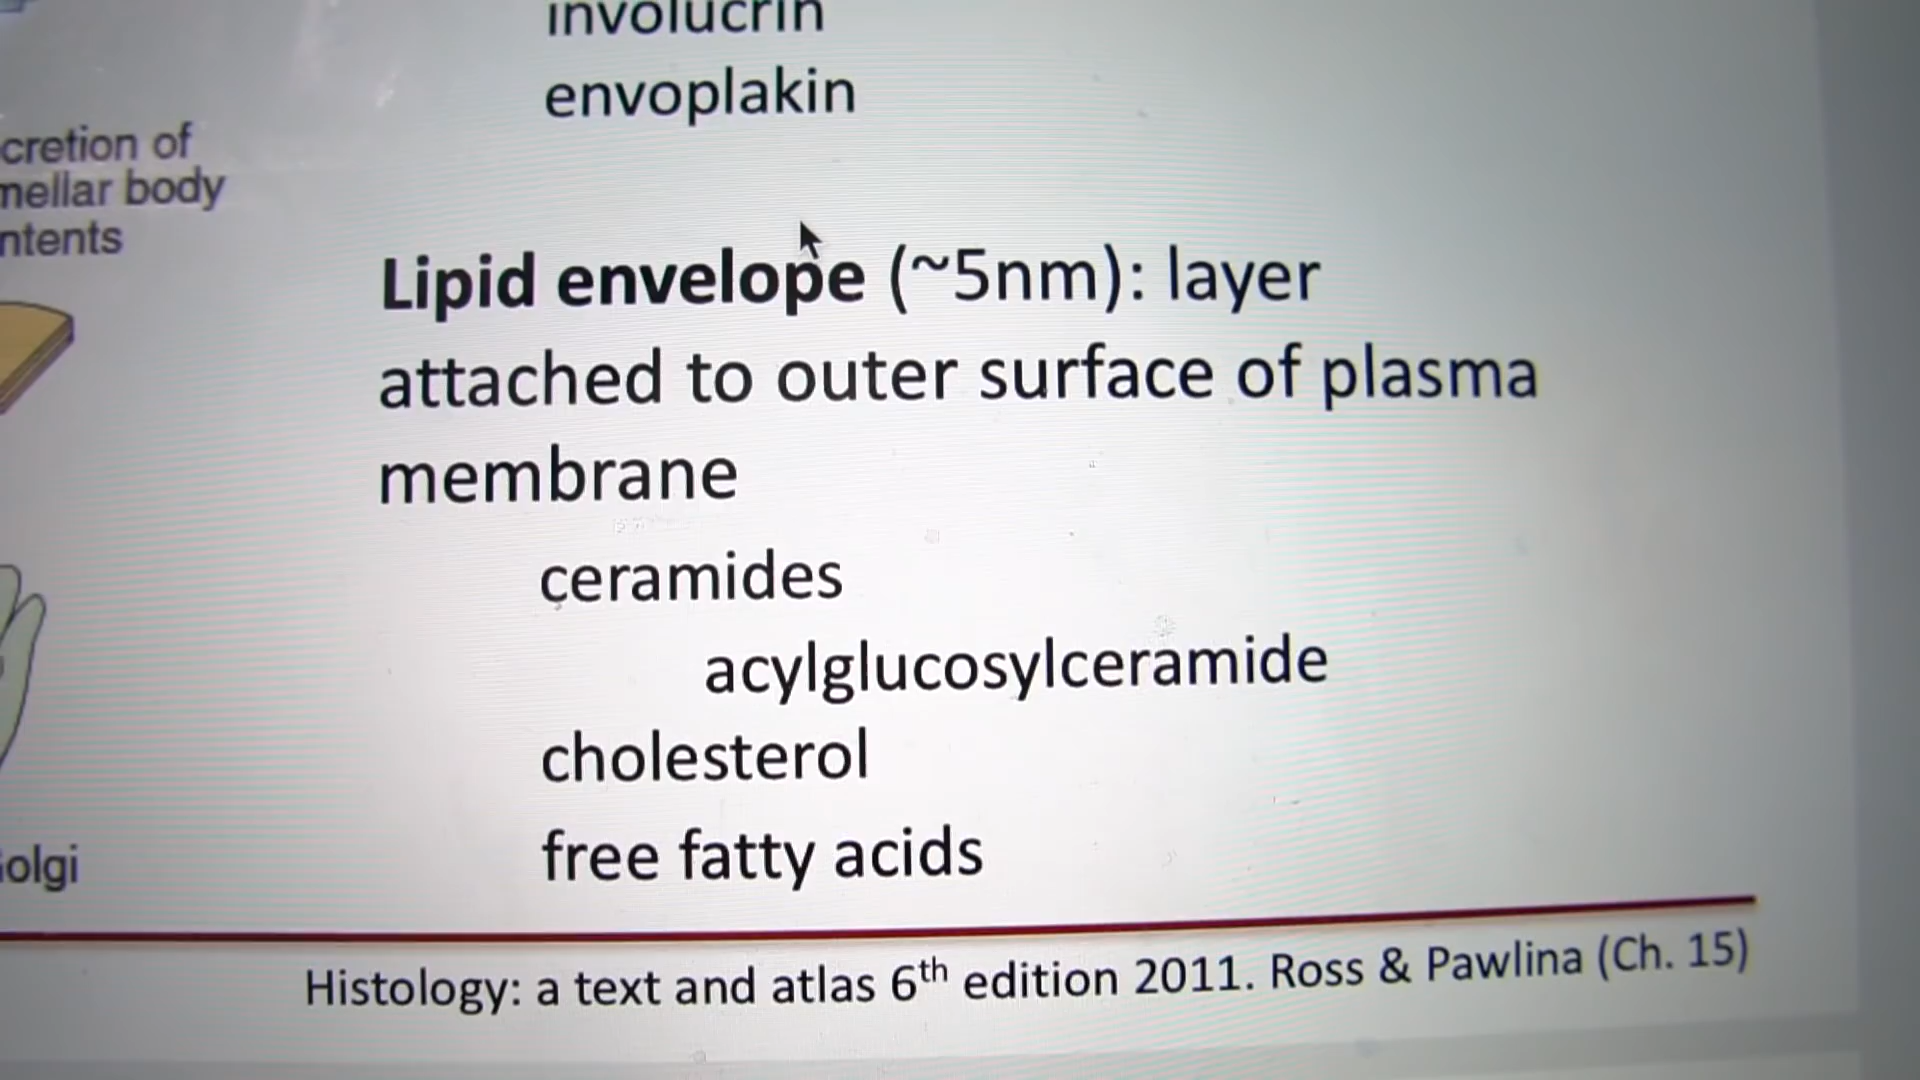 involucrin
envoplakin
cretion of
mellar body
ntents
Lipid envelope (~5nm): layer
attached to outer surface of plasma
membrane
ceramides
acylglucosylceramide
cholesterol
free fatty acids
olgi
Histology: a text and atlas 6th edition 2011. Ross & Pawlina (Ch. 15)